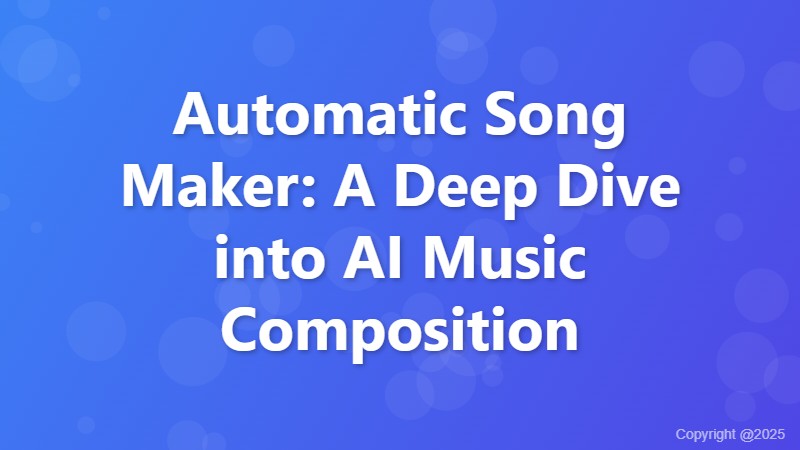 Automatic Song
Maker: A Deep Dive
into AI Music
Composition
Copyright @2025